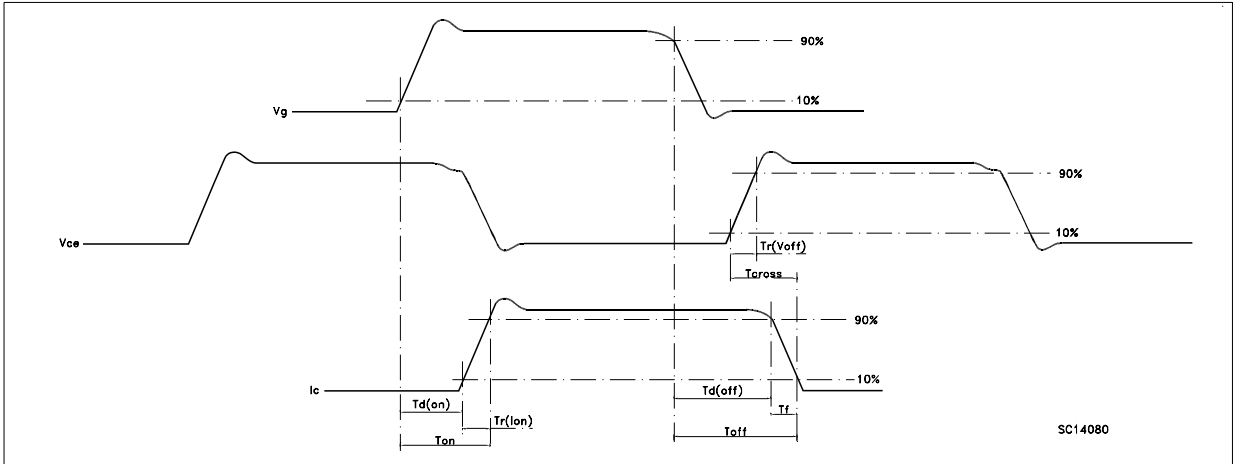 90%
10%
Vg
90%
Vce
10%
Tr(Voff)
Tcross
90%
10%
Ic
Td(on)
Td(off)
Tr(Ion)
Tf
Ton
Toff
SC14080